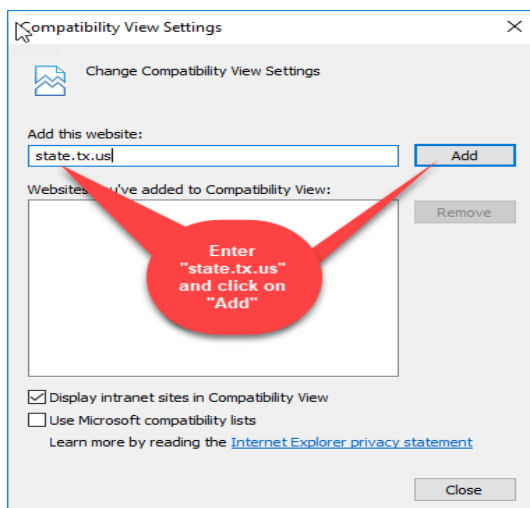 Compatibility View Settings
Change Compatibility View Settings
Add this website:
state.tx.us
Add
Websites you've added to Compatibility View:
Remove
Enter
"state.tx.us"
and click on
"Add"
Display intranet sites in Compatibility View
Use Microsoft compatibility lists
Learn more by reading the Internet Explorer privacy statement
Close